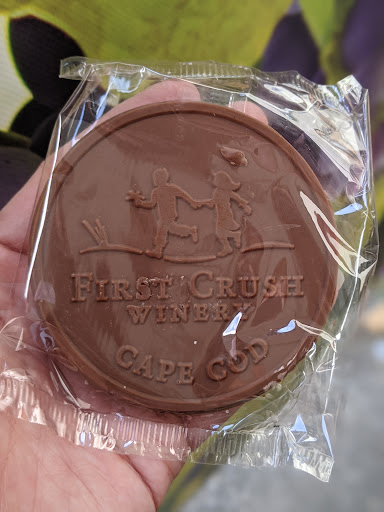 FIRST CRUSH
WINERY
CAPE COD